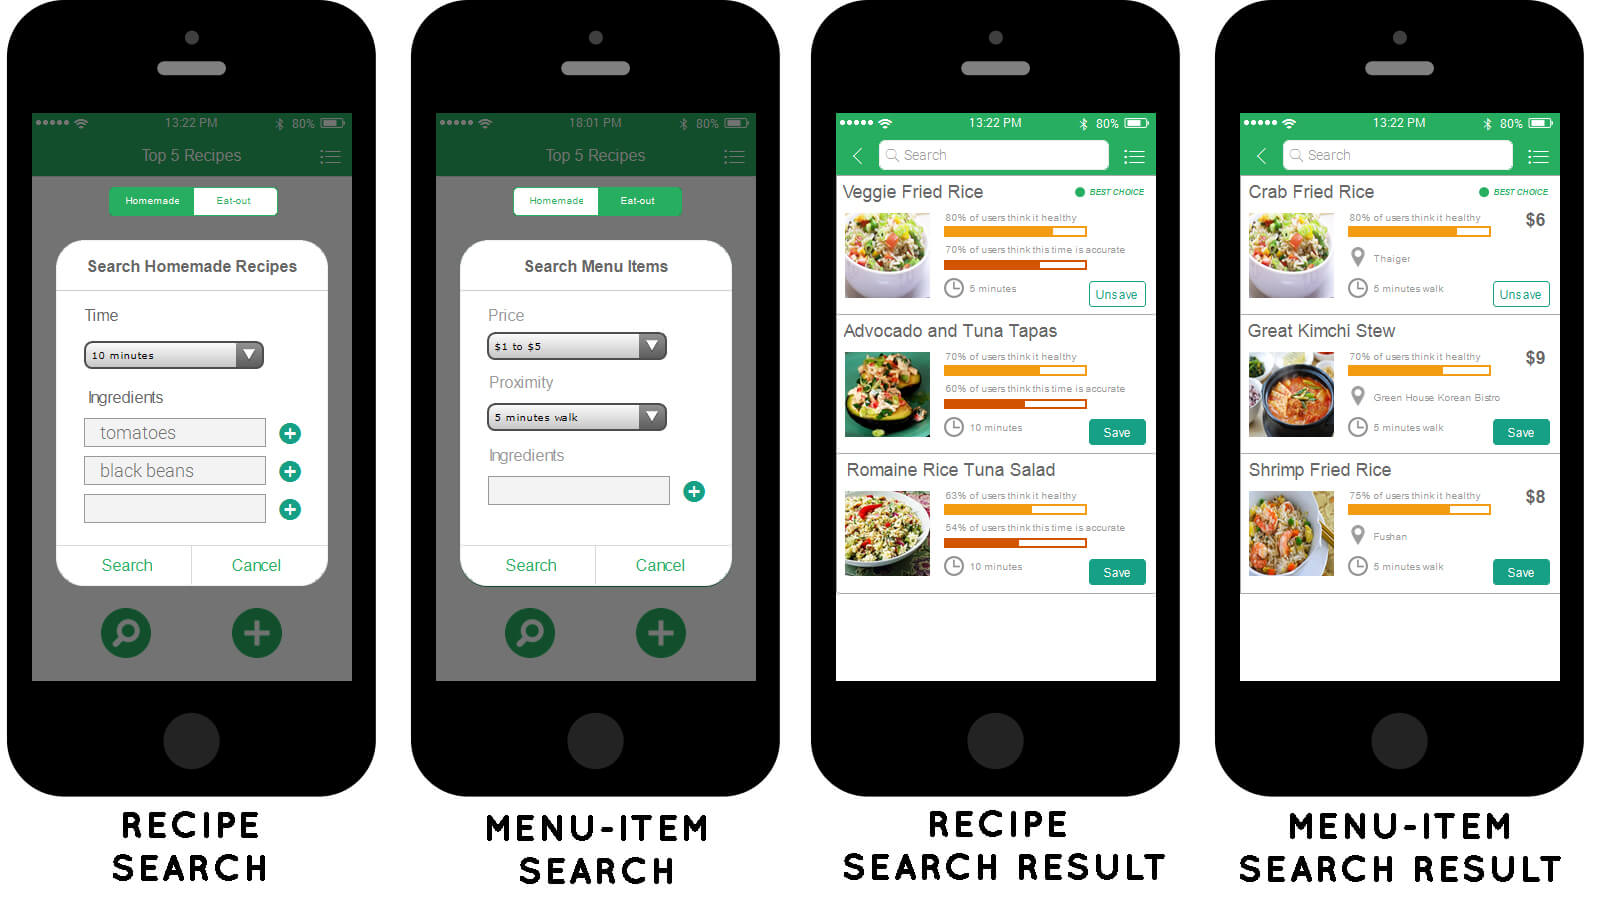 13:22 PM 80%
Top 5 Recipes
Homemade Eat-out
Search Homemade Recipes
Time
10 minutes
Ingredients
tomatoes
black beans
Search Cancel
RECIPE
SEARCH
18:01 PM 80%
Top 5 Recipes
Homemade Eat-out
Search Menu Items
Price
$1 to $5
Proximity
5 minutes walk
Ingredients
Search Cancel
MENU-ITEM
SEARCH
13:22 PM 80%
Search
Veggie Fried Rice BEST CHOICE
80% of users think it healthy
70% of users think this time is accurate
5 minutes Unsave
Advocado and Tuna Tapas
70% of users think it healthy
60% of users think this time is accurate
10 minutes Save
Romaine Rice Tuna Salad
63% of users think it healthy
54% of users think this time is accurate
10 minutes Save
RECIPE
SEARCH RESULT
13:22 PM 80%
Search
Crab Fried Rice BEST CHOICE
80% of users think it healthy $6
Thaiger
5 minutes walk Unsave
Great Kimchi Stew
70% of users think it healthy $9
Green House Korean Bistro
5 minutes walk Save
Shrimp Fried Rice
75% of users think it healthy $8
Fushan
5 minutes walk Save
MENU-ITEM
SEARCH RESULT